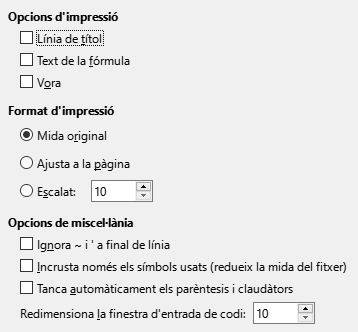 Opcions d'impressió
Línia de títol
Text de la fórmula
Vora
Format d'impressió
Mida original
Ajusta a la pàgina
Escalat: 10
Opcions de miscel·lània
Ignora ~ i ' a final de línia
Incrusta només els símbols usats (redueix la mida del fitxer)
Tanca automàticament els parèntesis i claudàtors
Redimensiona la finestra d'entrada de codi: 10